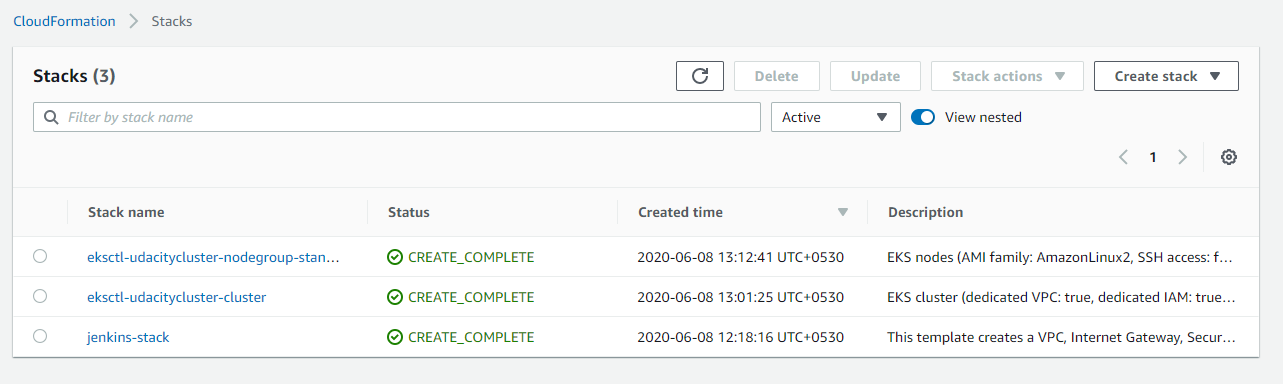 CloudFormation > Stacks
Stacks (3)
Delete
Update
Stack actions
Create stack
Filter by stack name
Active
View nested
1
Stack name Status Created time Description
eksctl-udacitycluster-nodegroup-stan... CREATE_COMPLETE 2020-06-08 13:12:41 UTC+0530 EKS nodes (AMI family: AmazonLinux2, SSH access: f...
eksctl-udacitycluster-cluster CREATE_COMPLETE 2020-06-08 13:01:25 UTC+0530 EKS cluster (dedicated VPC: true, dedicated IAM: true...
jenkins-stack CREATE_COMPLETE 2020-06-08 12:18:16 UTC+0530 This template creates a VPC, Internet Gateway, Secur...